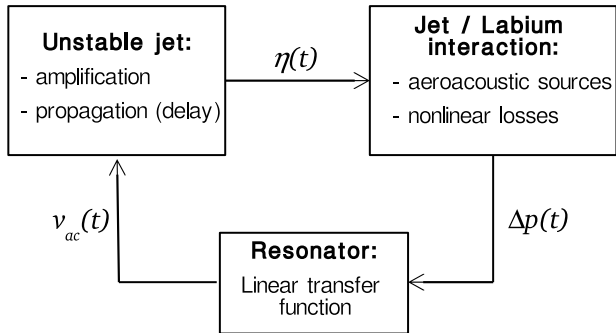 Unstable jet:
- amplification
- propagation (delay)
η(t)
Jet / Labium
interaction:
- aeroacoustic sources
- nonlinear losses
v_ac(t)
Δp(t)
Resonator:
Linear transfer
function